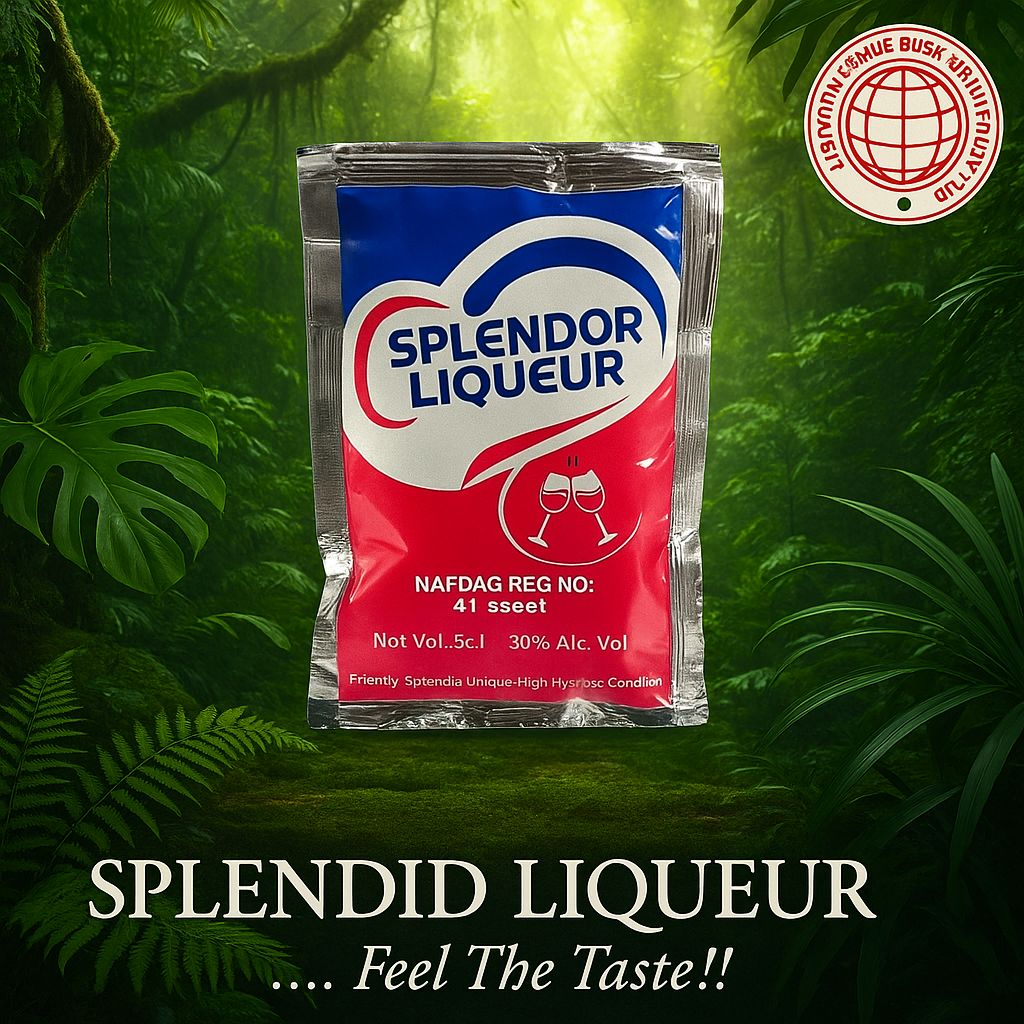 SPLENDOR
LIQUEUR
NAFDAG REG NO:
41 sseet
Not Vol..5c.l 30% Alc. Vol
Friently Sptendia Unique-High Hysrbsc Condlion
SPLENDID LIQUEUR
.... Feel The Taste!!